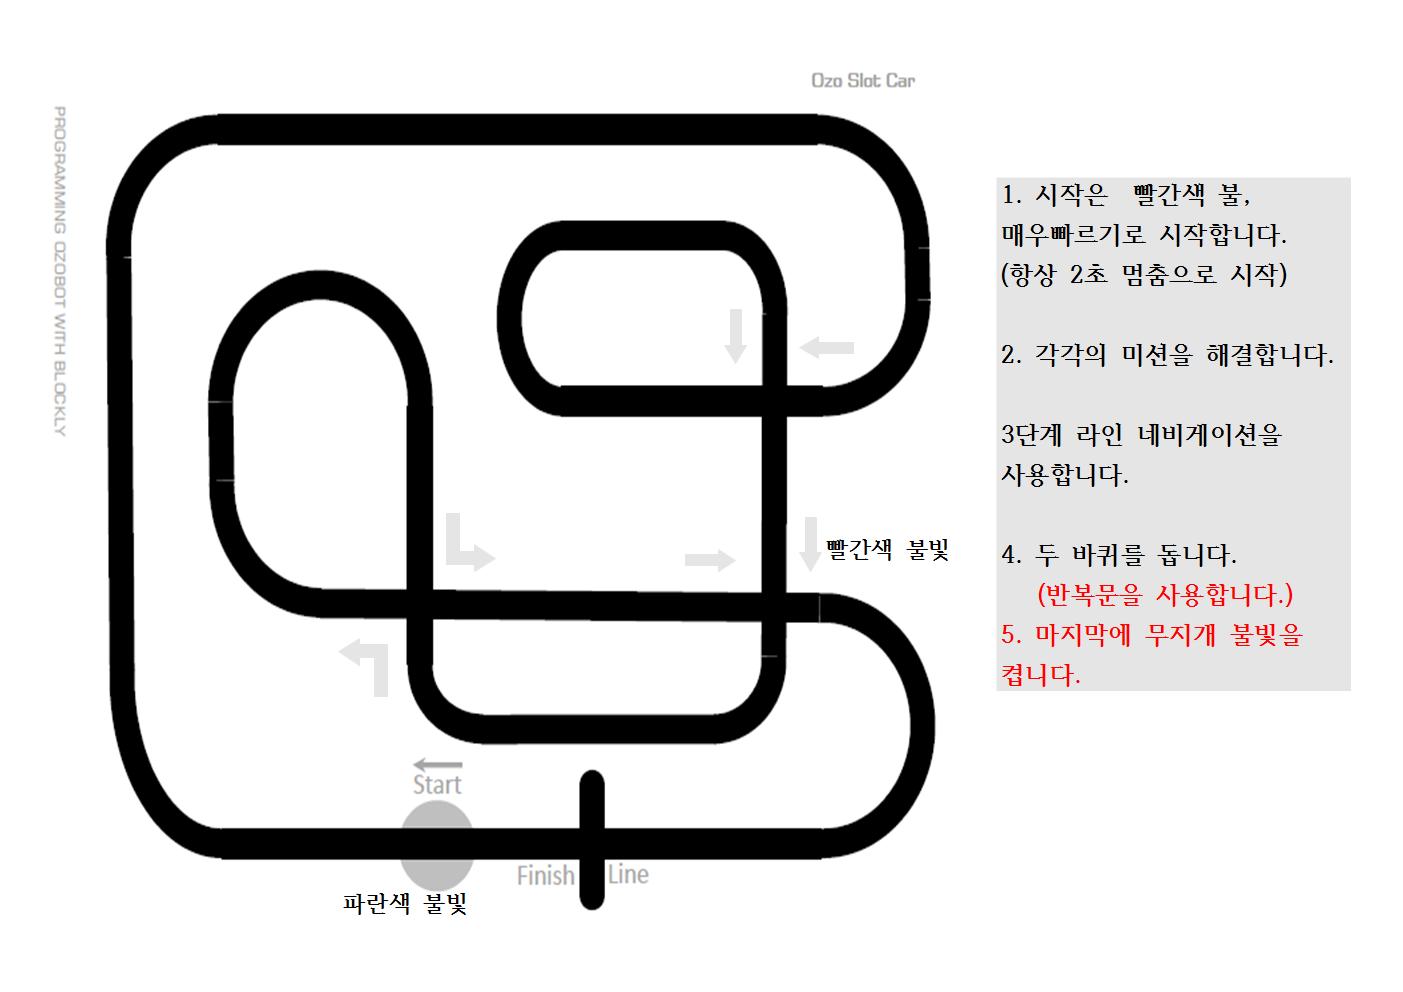 Ozo Slot Car
PROGRAMMING OZOBOT WITH BLOCKLY
1. 시작은 빨간색 불,
매우빠르기로 시작합니다.
(항상 2초 멈춤으로 시작)
2. 각각의 미션을 해결합니다.
3단계 라인 네비게이션을
사용합니다.
4. 두 바퀴를 돕니다.
(반복문을 사용합니다.)
5. 마지막에 무지개 불빛을
켭니다.
빨간색 불빛
Start
Finish Line
파란색 불빛